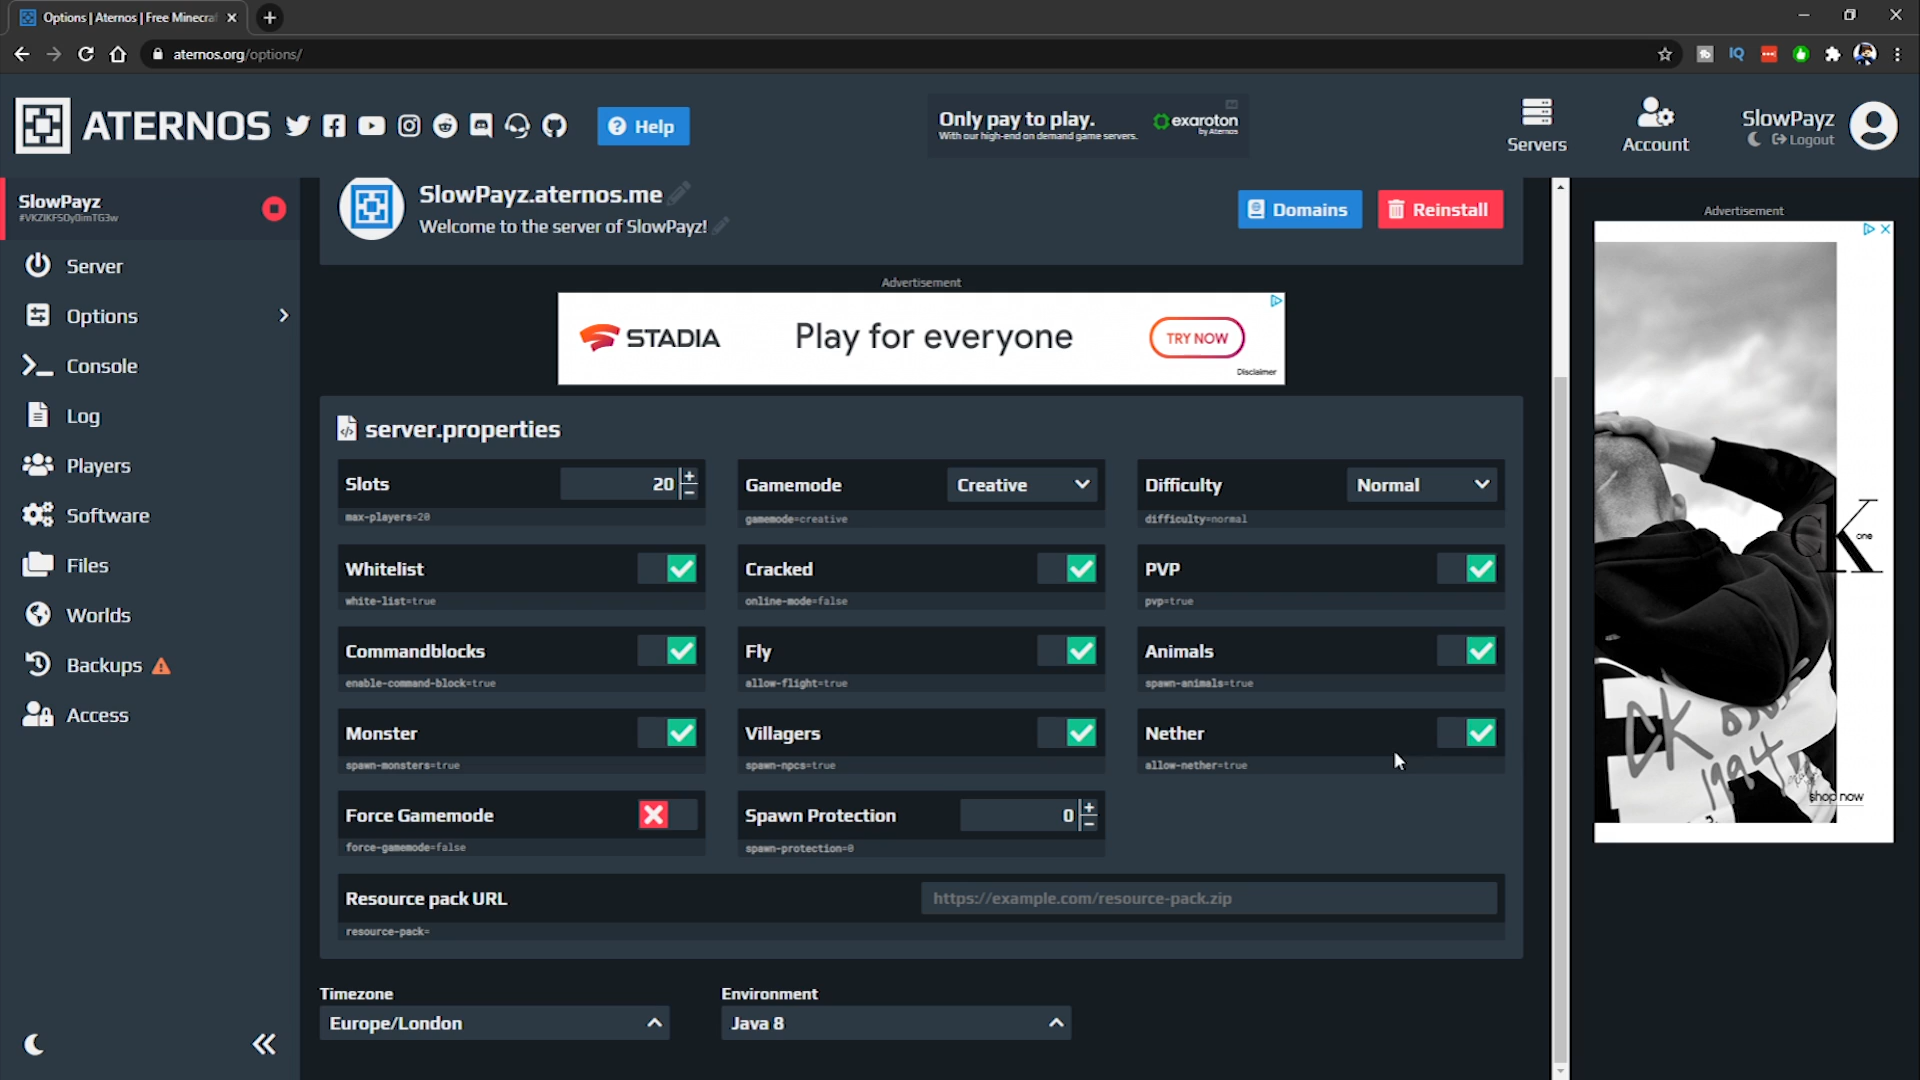 Options | Aternos | Free Minecra
aternos.org/options/
IQ
ATERNOS
Help
Only pay to play.
With our high-end on demand game servers.
exaroton
by Aternos
Ad
Servers
Account
SlowPayz
Logout
SlowPayz
#VKZIKFSOy0imTG3w
Server
Options
Console
Log
Players
Software
Files
Worlds
Backups
Access
SlowPayz.aternos.me
Welcome to the server of SlowPayz!
Domains
Reinstall
Advertisement
STADIA
Play for everyone
TRY NOW
Disclaimer
server.properties
Slots
20
max-players=20
Gamemode
Creative
gamemode=creative
Difficulty
Normal
difficulty=normal
Whitelist
white-list=true
Cracked
online-mode=false
PVP
pvp=true
Commandblocks
enable-command-block=true
Fly
allow-flight=true
Animals
spawn-animals=true
Monster
spawn-monsters=true
Villagers
spawn-npcs=true
Nether
allow-nether=true
Force Gamemode
force-gamemode=false
Spawn Protection
0
spawn-protection=0
Resource pack URL
https://example.com/resource-pack.zip
resource-pack=
Timezone
Europe/London
Environment
Java 8
Advertisement
cK
one
CK
1994
shop now